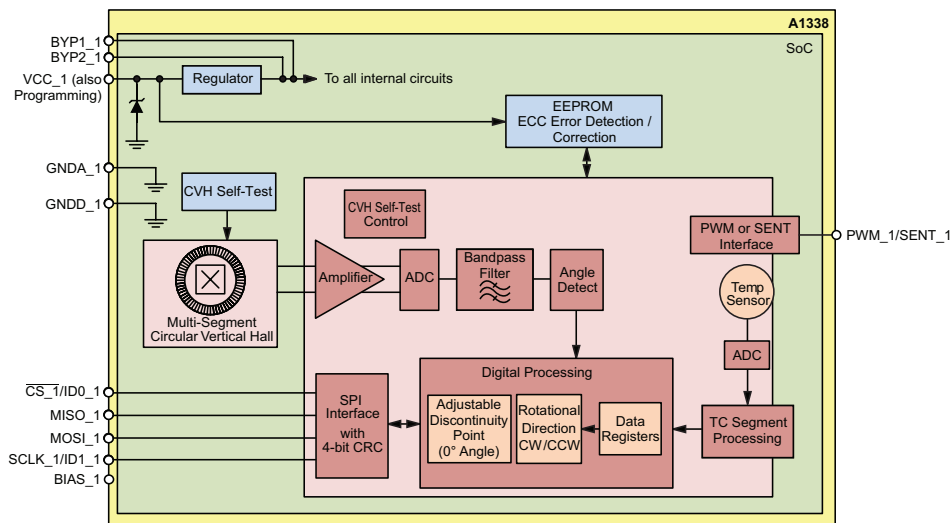 A1338
SoC
BYP1_1
BYP2_1
VCC_1 (also
Programming)
Regulator
To all internal circuits
EEPROM
ECC Error Detection /
Correction
GNDA_1
GNDD_1
CVH Self-Test
CVH Self-Test
Control
PWM or SENT
Interface
PWM_1/SENT_1
Amplifier
ADC
Bandpass
Filter
Angle
Detect
Temp
Sensor
Multi-Segment
Circular Vertical Hall
ADC
CS_1/ID0_1
MISO_1
MOSI_1
SCLK_1/ID1_1
BIAS_1
SPI
Interface
with
4-bit CRC
Digital Processing
Adjustable
Discontinuity
Point
(0° Angle)
Rotational
Direction
CW/CCW
Data
Registers
TC Segment
Processing